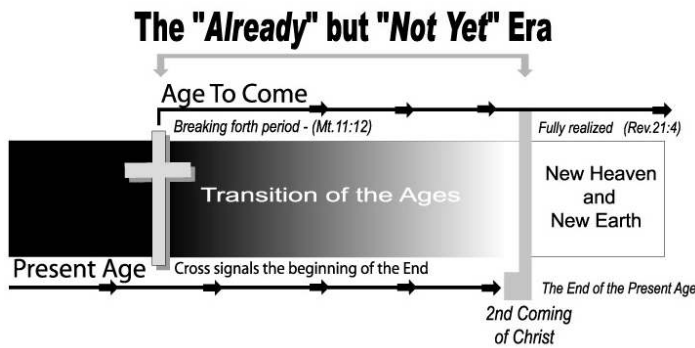 The "Already" but "Not Yet" Era
Age To Come
Breaking forth period - (Mt.11:12)
Fully realized (Rev.21:4)
Transition of the Ages
New Heaven
and
New Earth
Present Age
Cross signals the beginning of the End
The End of the Present Age
2nd Coming
of Christ